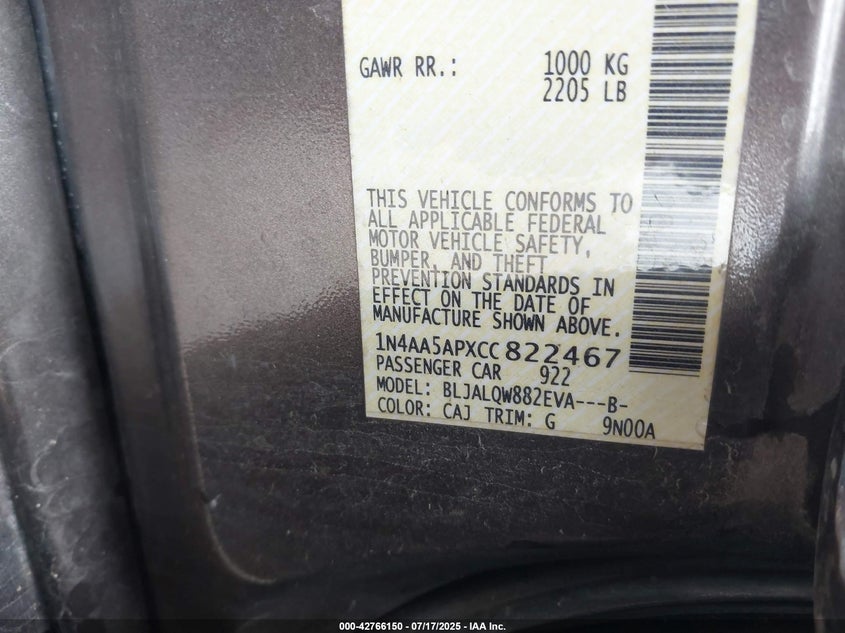 GAWR RR.: 1000 KG
2205 LB
THIS VEHICLE CONFORMS TO
ALL APPLICABLE FEDERAL
MOTOR VEHICLE SAFETY,
BUMPER, AND THEFT
PREVENTION STANDARDS IN
EFFECT ON THE DATE OF
MANUFACTURE SHOWN ABOVE.
1N4AA5APXCC822467
PASSENGER CAR 922
MODEL: BLJALQW882EVA---B-
COLOR: CAJ TRIM: G 9N00A
000-42766150 / 07/17/2025 - IAA Inc.